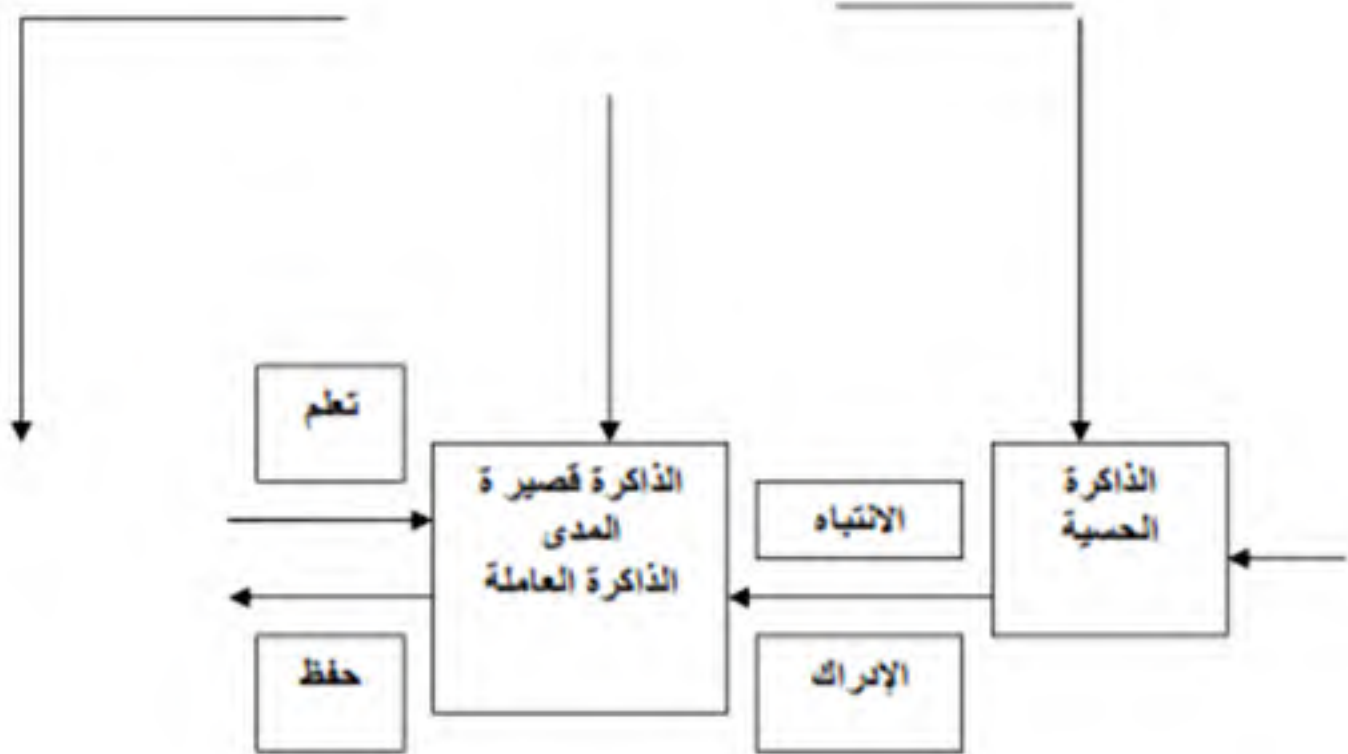 الذاكرة
الحسية
الانتباه
الإدراك
الذاكرة قصير ة
المدى
الذاكرة العاملة
تعلم
حفظ